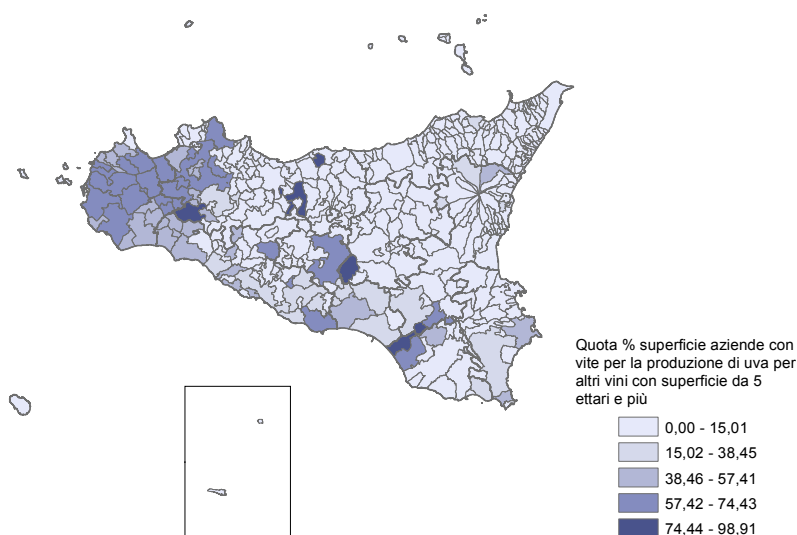 Quota % superficie aziende con
vite per la produzione di uva per
altri vini con superficie da 5
ettari e più
0,00 - 15,01
15,02 - 38,45
38,46 - 57,41
57,42 - 74,43
74,44 - 98,91